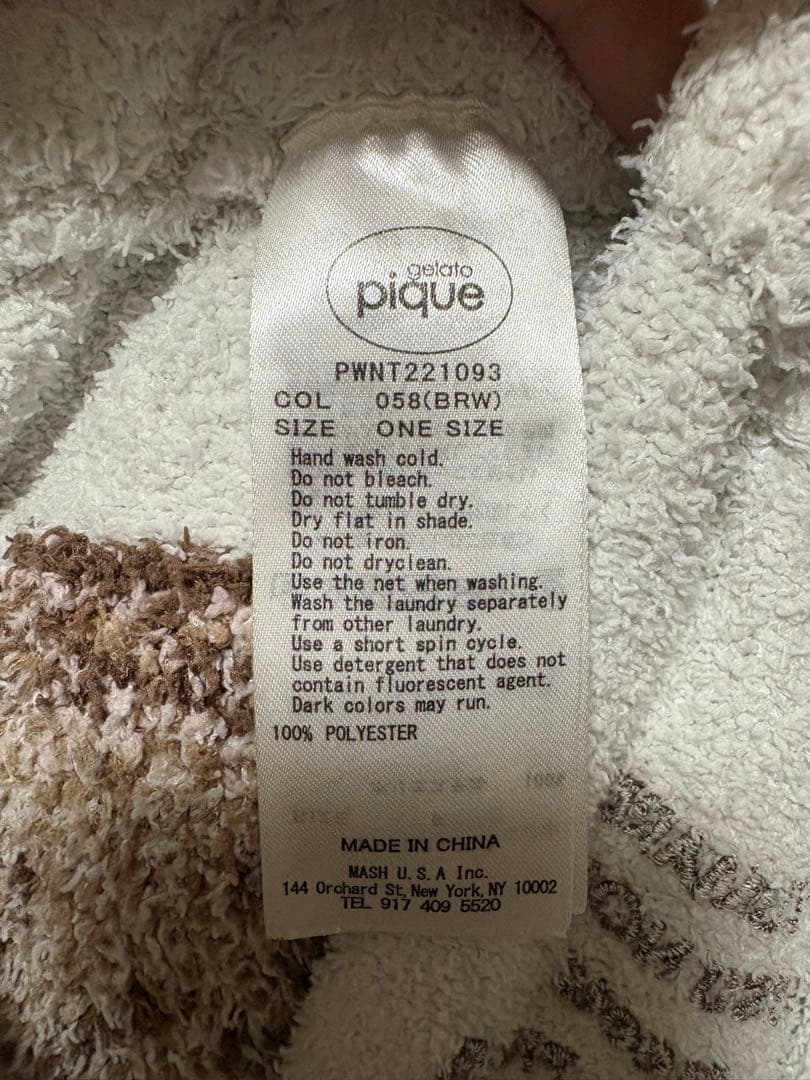 gelato
pique
PWNT221093
COL 058(BRW)
SIZE ONE SIZE
Hand wash cold.
Do not bleach.
Do not tumble dry.
Dry flat in shade.
Do not iron.
Do not dryclean.
Use the net when washing.
Wash the laundry separately
from other laundry.
Use a short spin cycle.
Use detergent that does not
contain fluorescent agent.
Dark colors may run.
100% POLYESTER
MADE IN CHINA
MASH U.S.A Inc.
144 Orchard St, New York, NY 10002
TEL 917 409 5520